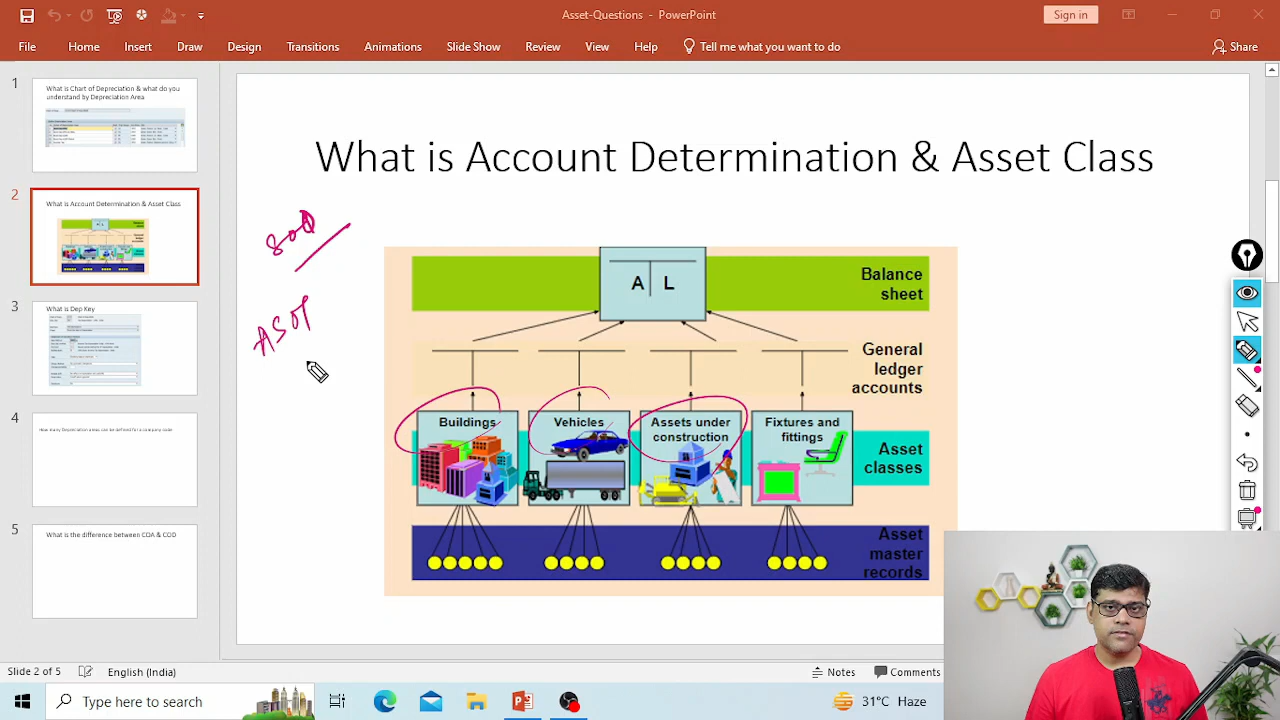 Asset-Questions – PowerPoint
Sign in
File Home Insert Draw Design Transitions Animations Slide Show Review View Help Tell me what you want to do Share
1
What is Chart of Depreciation & what do you
understand by Depreciation Area
2
What is Account Determination & Asset Class
3
What is Dep Key
4
How many Depreciation areas can be defined for a company code
5
What is the difference between COA & COD
What is Account Determination & Asset Class
A L
Balance
sheet
General
ledger
accounts
Buildings
Vehicles
Assets under
construction
Fixtures and
fittings
Asset
classes
Asset
master
records
Slide 2 of 5
English (India)
Notes
Comments
Type here to search
31°C Haze